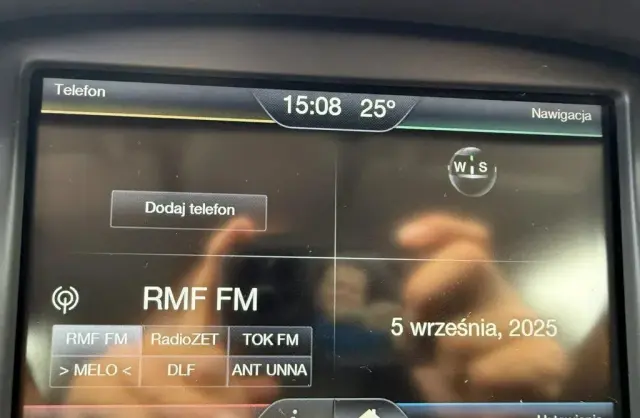 Telefon
15:08 25°
Nawigacja
W S
Dodaj telefon
RMF FM
RMF FM RadioZET TOK FM
> MELO < DLF ANT UNNA
5 września, 2025
i